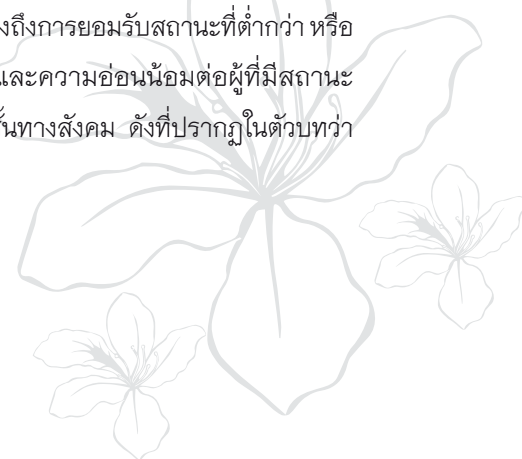 งถึงการยอมรับสถานะที่ต่ำกว่า หรือ
และความอ่อนน้อมต่อผู้ที่มีสถานะ
ั้นทางสังคม ดังที่ปรากฏในตัวบทว่า